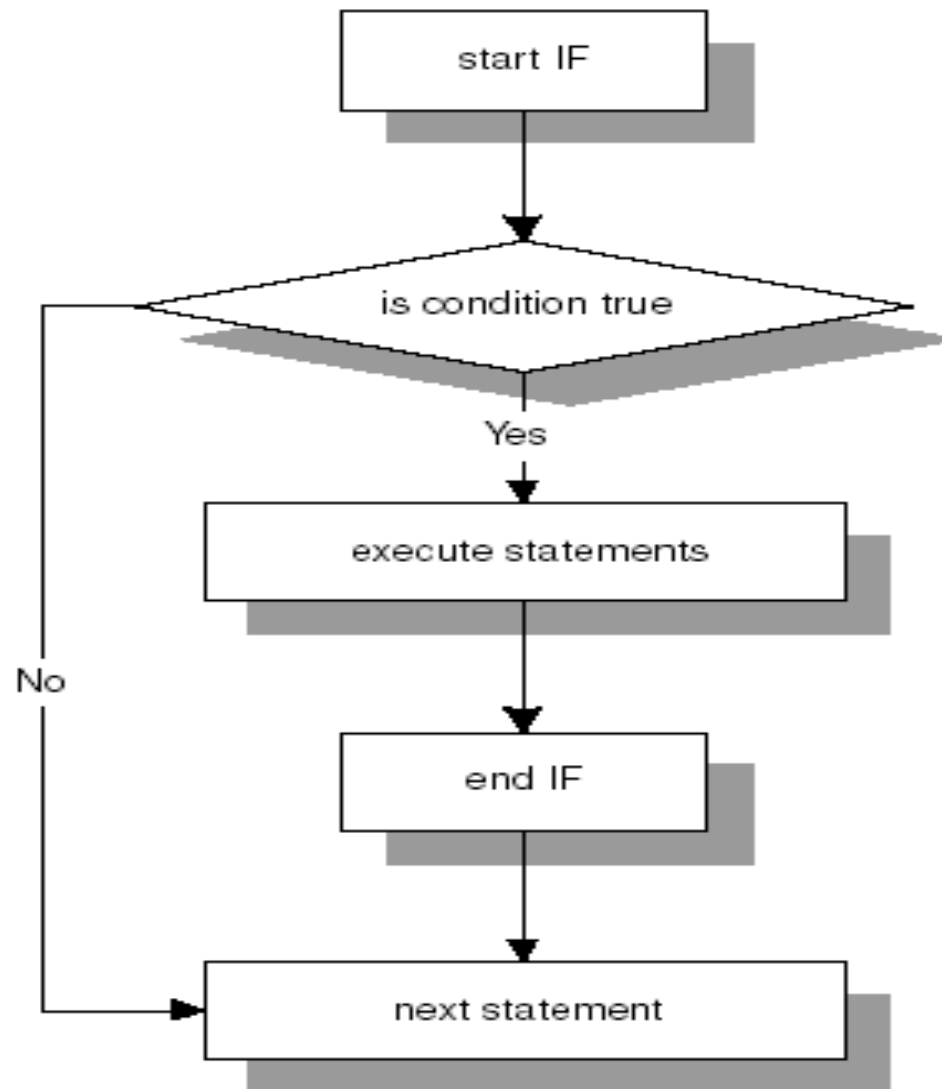 start IF
is condition true
Yes
execute statements
No
end IF
next statement